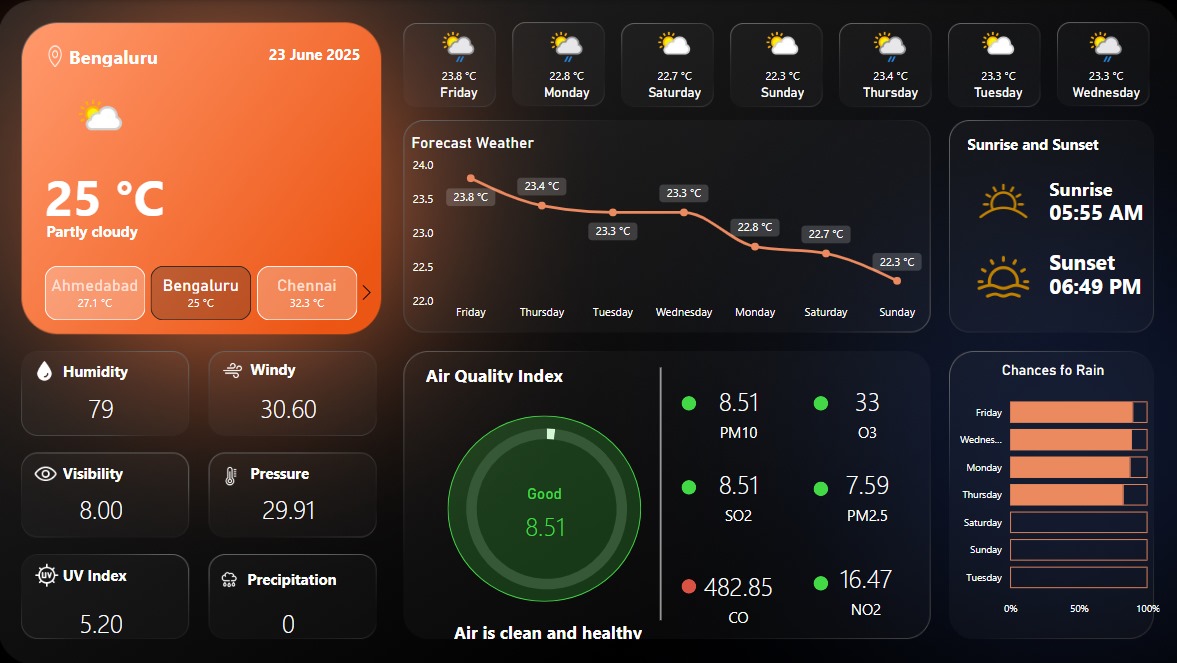 Bengaluru
23 June 2025
25 °C
Partly cloudy
Ahmedabad
27.1 °C
Bengaluru
25 °C
Chennai
32.3 °C
23.8 °C
Friday
22.8 °C
Monday
22.7 °C
Saturday
22.3 °C
Sunday
23.4 °C
Thursday
23.3 °C
Tuesday
23.3 °C
Wednesday
Forecast Weather
24.0
23.5
23.0
22.5
22.0
23.8 °C
23.4 °C
23.3 °C
23.3 °C
22.8 °C
22.7 °C
22.3 °C
Friday Thursday Tuesday Wednesday Monday Saturday Sunday
Sunrise and Sunset
Sunrise
05:55 AM
Sunset
06:49 PM
Humidity
79
Windy
30.60
Visibility
8.00
Pressure
29.91
UV
UV Index
5.20
Precipitation
0
Air Quality Index
Good
8.51
Air is clean and healthy
8.51
PM10
33
O3
8.51
SO2
7.59
PM2.5
482.85
CO
16.47
NO2
Chances fo Rain
Friday
Wednes...
Monday
Thursday
Saturday
Sunday
Tuesday
0% 50% 100%